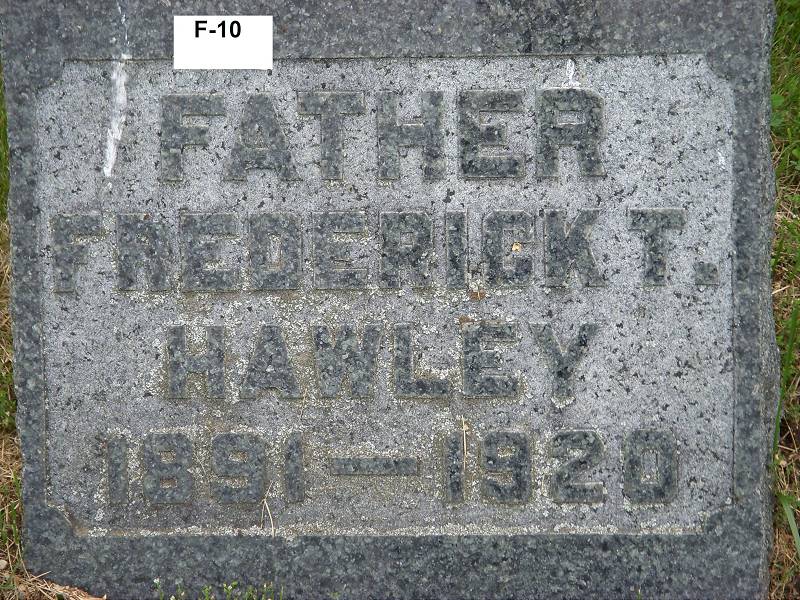 F-10
FATHER
FREDERICK T.
HAWLEY
1891 — 1920